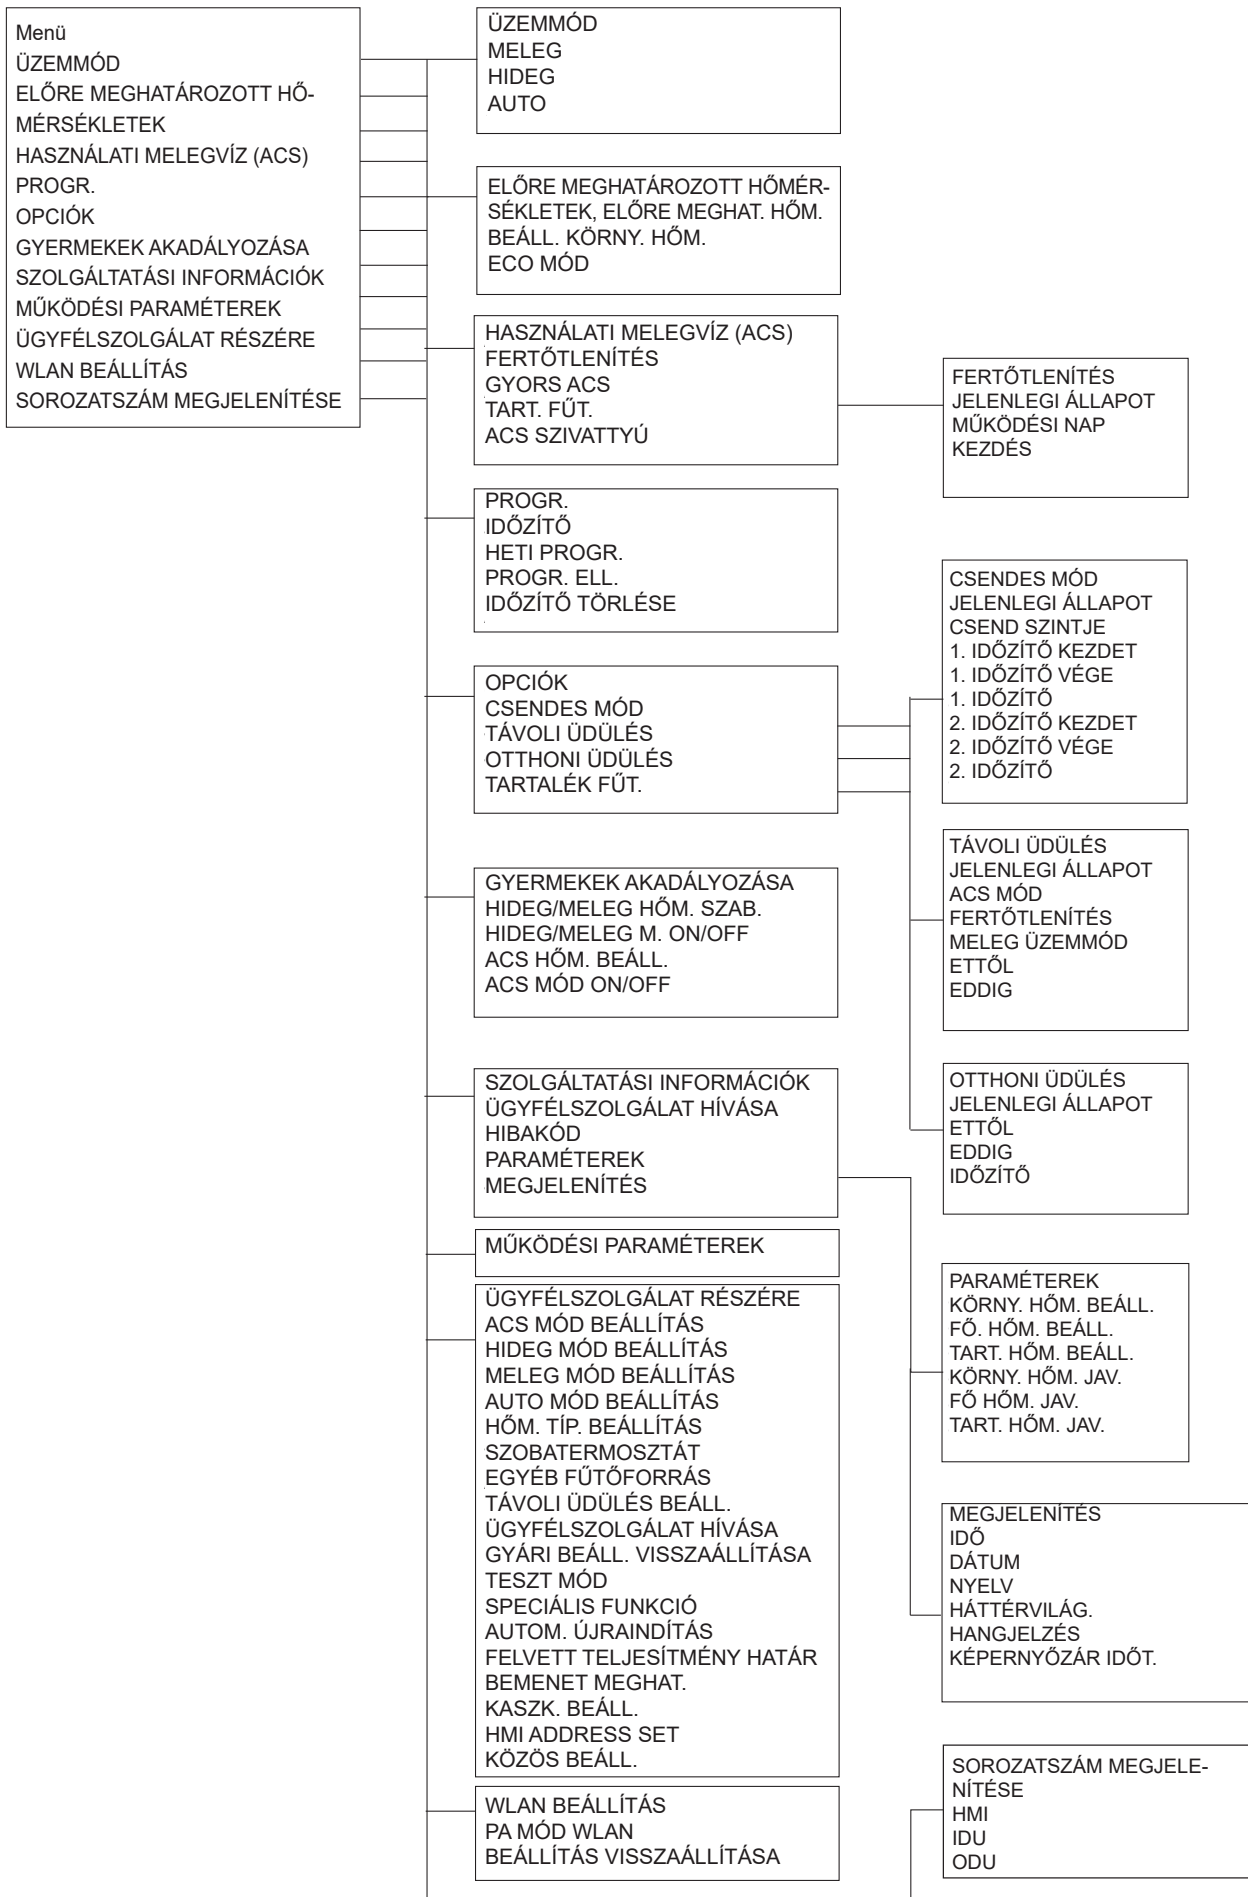 Menü
ÜZEMMÓD
ELŐRE MEGHATÁROZOTT HŐ-
MÉRSÉKLETEK
HASZNÁLATI MELEGVÍZ (ACS)
PROGR.
OPCIÓK
GYERMEKEK AKADÁLYOZÁSA
SZOLGÁLTATÁSI INFORMÁCIÓK
MŰKÖDÉSI PARAMÉTEREK
ÜGYFÉLSZOLGÁLAT RÉSZÉRE
WLAN BEÁLLÍTÁS
SOROZATSZÁM MEGJELENÍTÉSE
ÜZEMMÓD
MELEG
HIDEG
AUTO
ELŐRE MEGHATÁROZOTT HŐMÉR-
SÉKLETEK, ELŐRE MEGHAT. HŐM.
BEÁLL. KÖRNY. HŐM.
ECO MÓD
HASZNÁLATI MELEGVÍZ (ACS)
FERTŐTLENÍTÉS
GYORS ACS
TART. FŰT.
ACS SZIVATTYÚ
FERTŐTLENÍTÉS
JELENLEGI ÁLLAPOT
MŰKÖDÉSI NAP
KEZDÉS
PROGR.
IDŐZÍTŐ
HETI PROGR.
PROGR. ELL.
IDŐZÍTŐ TÖRLÉSE
OPCIÓK
CSENDES MÓD
TÁVOLI ÜDÜLÉS
OTTHONI ÜDÜLÉS
TARTALÉK FŰT.
CSENDES MÓD
JELENLEGI ÁLLAPOT
CSEND SZINTJE
1. IDŐZÍTŐ KEZDET
1. IDŐZÍTŐ VÉGE
1. IDŐZÍTŐ
2. IDŐZÍTŐ KEZDET
2. IDŐZÍTŐ VÉGE
2. IDŐZÍTŐ
TÁVOLI ÜDÜLÉS
JELENLEGI ÁLLAPOT
ACS MÓD
FERTŐTLENÍTÉS
MELEG ÜZEMMÓD
ETTŐL
EDDIG
OTTHONI ÜDÜLÉS
JELENLEGI ÁLLAPOT
ETTŐL
EDDIG
IDŐZÍTŐ
GYERMEKEK AKADÁLYOZÁSA
HIDEG/MELEG HŐM. SZAB.
HIDEG/MELEG M. ON/OFF
ACS HŐM. BEÁLL.
ACS MÓD ON/OFF
SZOLGÁLTATÁSI INFORMÁCIÓK
ÜGYFÉLSZOLGÁLAT HÍVÁSA
HIBAKÓD
PARAMÉTEREK
MEGJELENÍTÉS
PARAMÉTEREK
KÖRNY. HŐM. BEÁLL.
FŐ. HŐM. BEÁLL.
TART. HŐM. BEÁLL.
KÖRNY. HŐM. JAV.
FŐ HŐM. JAV.
TART. HŐM. JAV.
MEGJELENÍTÉS
IDŐ
DÁTUM
NYELV
HÁTTÉRVILÁG.
HANGJELZÉS
KÉPERNYŐZÁR IDŐT.
MŰKÖDÉSI PARAMÉTEREK
ÜGYFÉLSZOLGÁLAT RÉSZÉRE
ACS MÓD BEÁLLÍTÁS
HIDEG MÓD BEÁLLÍTÁS
MELEG MÓD BEÁLLÍTÁS
AUTO MÓD BEÁLLÍTÁS
HŐM. TÍP. BEÁLLÍTÁS
SZOBATERMOSZTÁT
EGYÉB FŰTŐFORRÁS
TÁVOLI ÜDÜLÉS BEÁLL.
ÜGYFÉLSZOLGÁLAT HÍVÁSA
GYÁRI BEÁLL. VISSZAÁLLÍTÁSA
TESZT MÓD
SPECIÁLIS FUNKCIÓ
AUTOM. ÚJRAINDÍTÁS
FELVETT TELJESÍTMÉNY HATÁR
BEMENET MEGHAT.
KASZK. BEÁLL.
HMI ADDRESS SET
KÖZÖS BEÁLL.
WLAN BEÁLLÍTÁS
PA MÓD WLAN
BEÁLLÍTÁS VISSZAÁLLÍTÁSA
SOROZATSZÁM MEGJELE-
NÍTÉSE
HMI
IDU
ODU